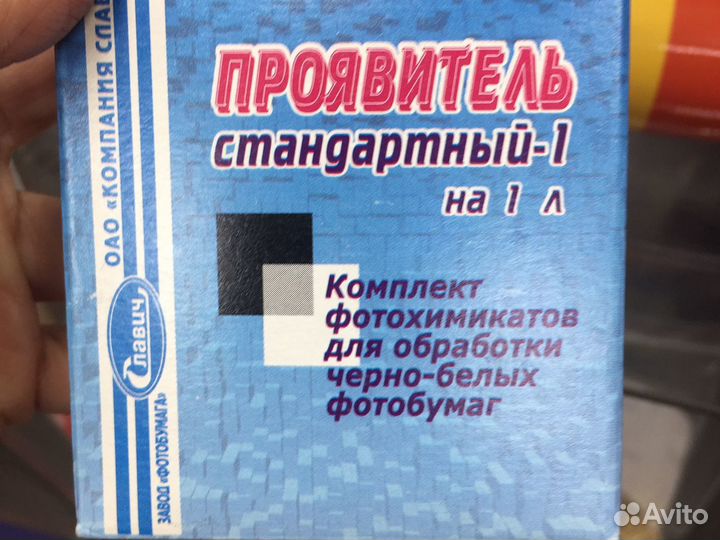 ПРОЯВИТЕЛЬ
стандартный-1
на 1 л
Комплект
фотохимикатов
для обработки
черно-белых
фотобумаг
ОАО «КОМПАНИЯ СЛАВ
Славич
ЗАВОД «ФОТОБУМАГА»
Avito